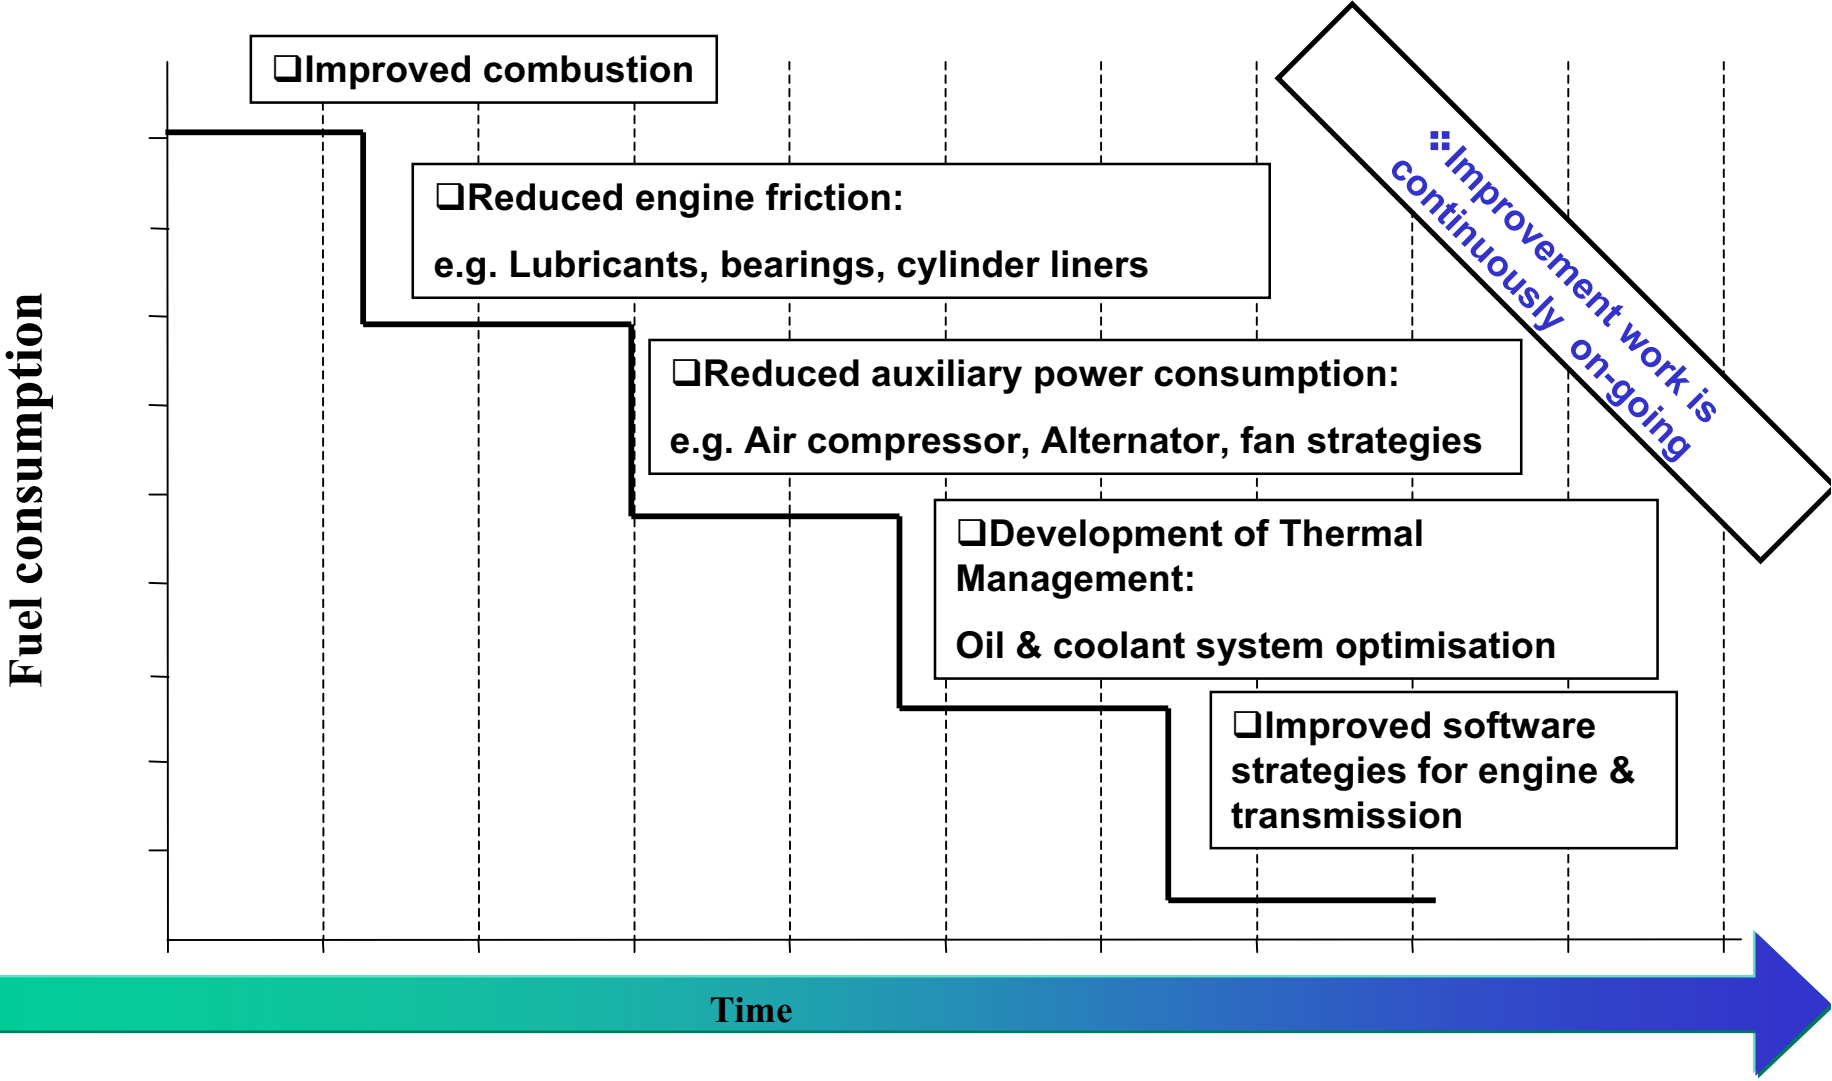 ❑Improved combustion
❑Reduced engine friction:
e.g. Lubricants, bearings, cylinder liners
❑Reduced auxiliary power consumption:
e.g. Air compressor, Alternator, fan strategies
❑Development of Thermal
Management:
Oil & coolant system optimisation
❑Improved software
strategies for engine &
transmission
❖Improvement work is
continuously on-going
Fuel consumption
Time